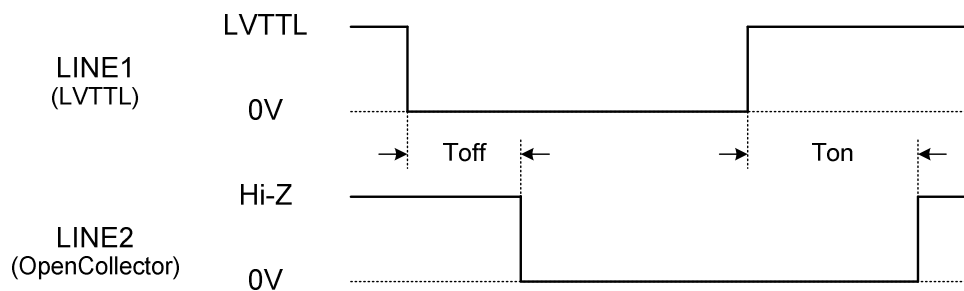 LVTTL
LINE1
(LVTTL)
0V
Toff
Ton
Hi-Z
LINE2
(OpenCollector)
0V